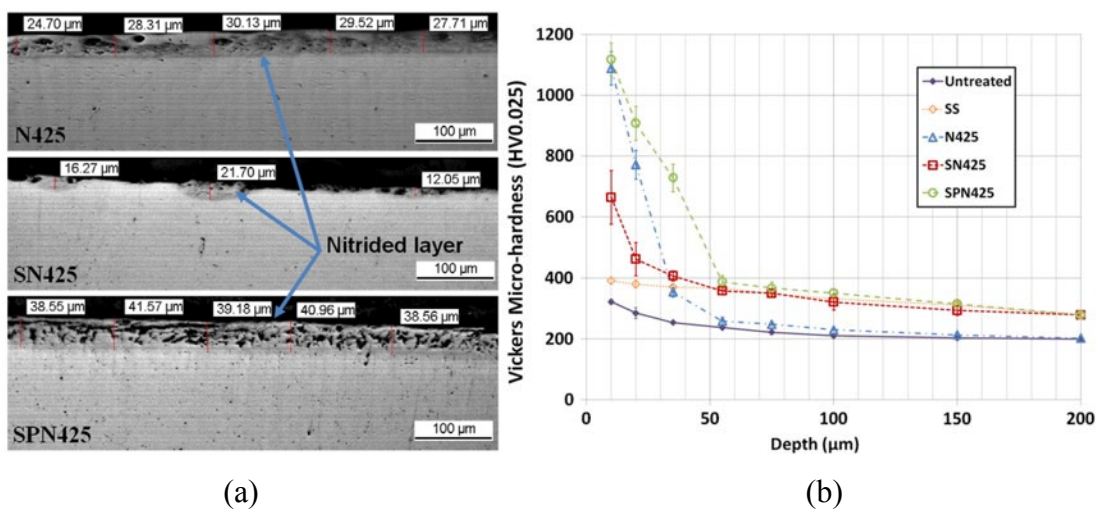 24.70 µm 28.31 µm 30.13 µm 29.52 µm 27.71 µm
N425
100 µm
16.27 µm 21.70 µm 12.05 µm
Nitrided layer
SN425
100 µm
38.55 µm 41.57 µm 39.18 µm 40.96 µm 38.56 µm
SPN425
100 µm
(a)
Vickers Micro-hardness (HV0.025)
1200
1000
800
600
400
200
0
Untreated
SS
N425
SN425
SPN425
0 50 100 150 200
Depth (µm)
(b)